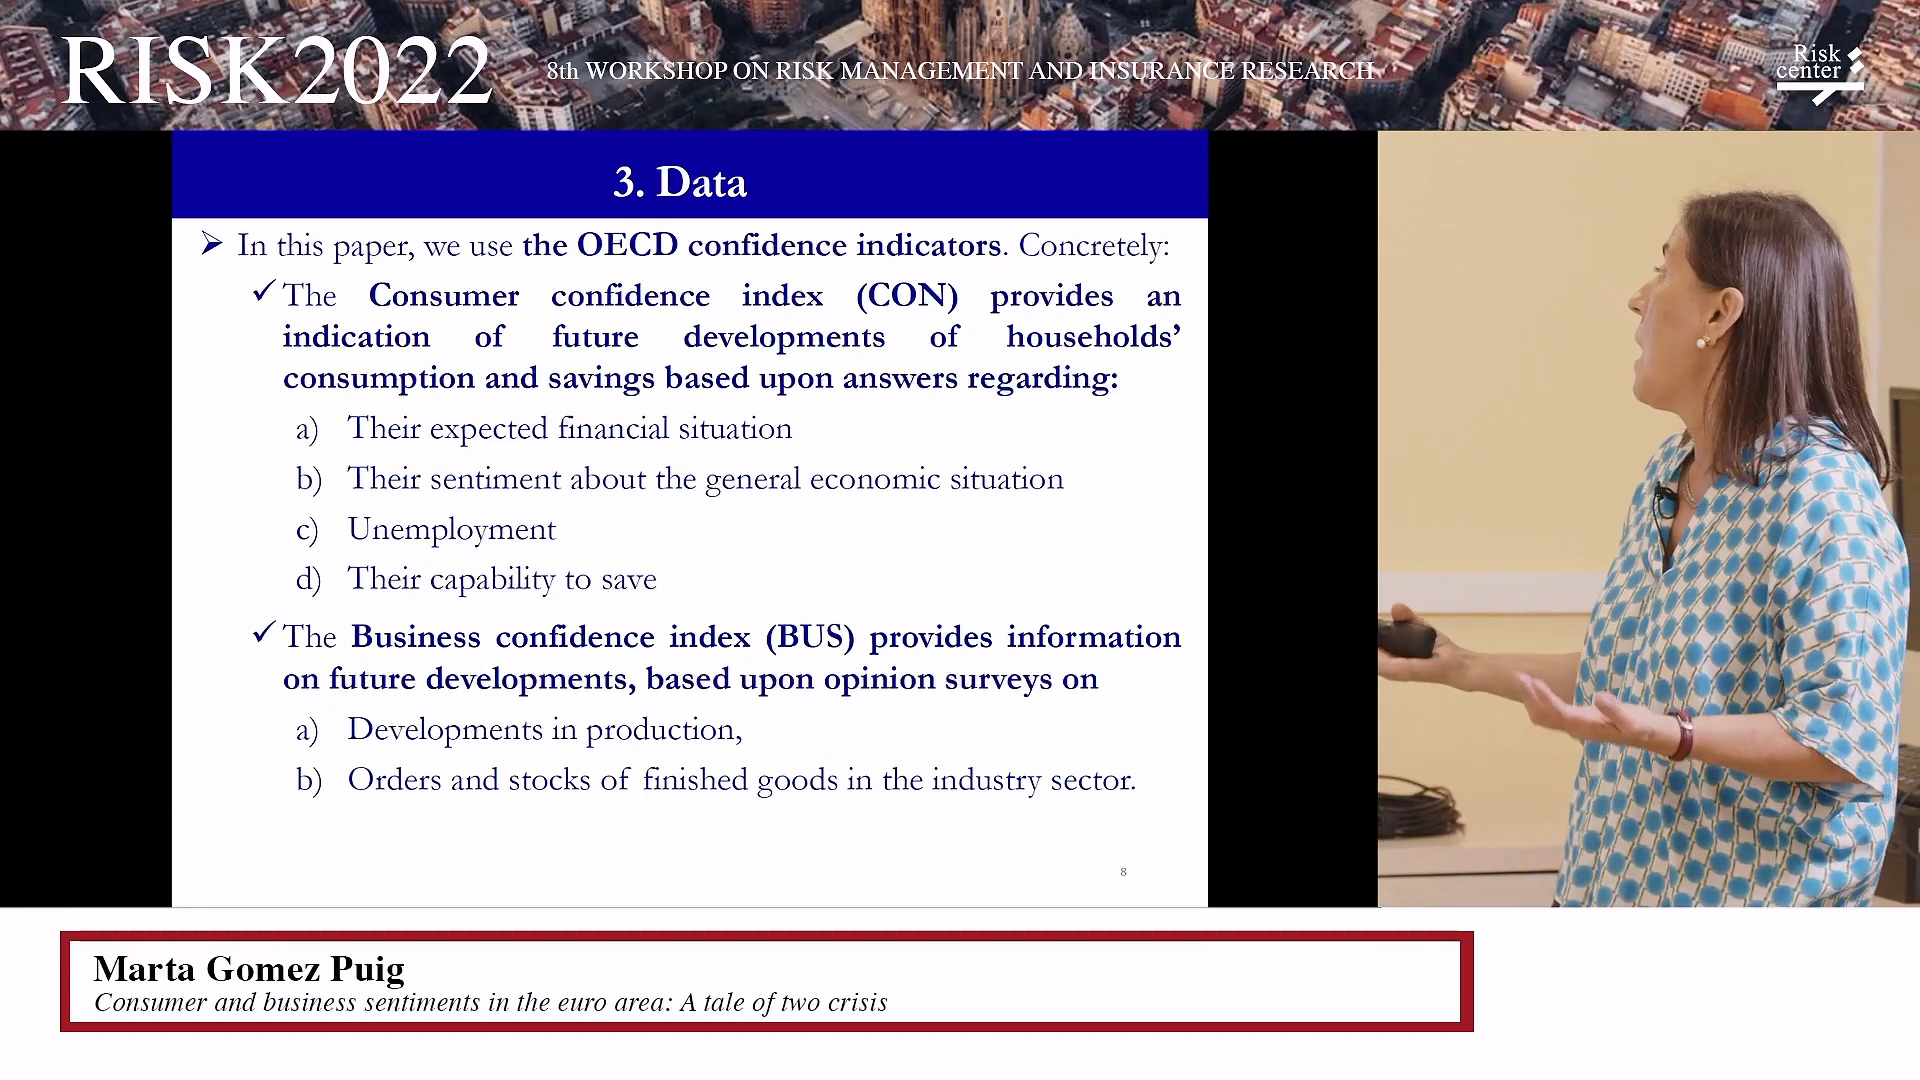 RISK2022
8th WORKSHOP ON RISK MANAGEMENT AND INSURANCE RESEARCH
Risk
center
3. Data
➢ In this paper, we use the OECD confidence indicators. Concretely:
✓ The Consumer confidence index (CON) provides an
indication of future developments of households’
consumption and savings based upon answers regarding:
a) Their expected financial situation
b) Their sentiment about the general economic situation
c) Unemployment
d) Their capability to save
✓ The Business confidence index (BUS) provides information
on future developments, based upon opinion surveys on
a) Developments in production,
b) Orders and stocks of finished goods in the industry sector.
8
Marta Gomez Puig
Consumer and business sentiments in the euro area: A tale of two crisis